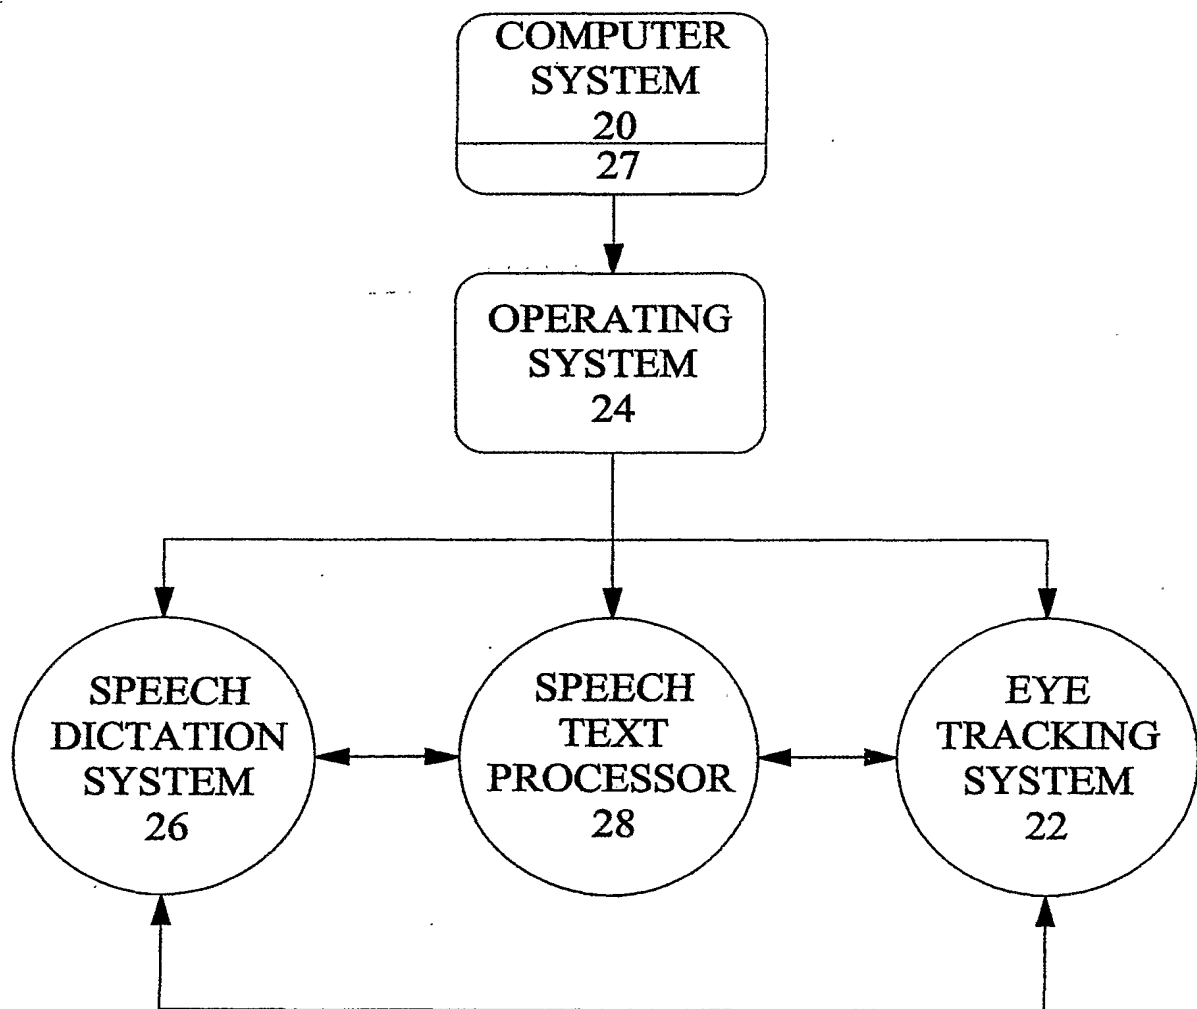 COMPUTER
SYSTEM
20
27
OPERATING
SYSTEM
24
SPEECH
DICTATION
SYSTEM
26
SPEECH
TEXT
PROCESSOR
28
EYE
TRACKING
SYSTEM
22